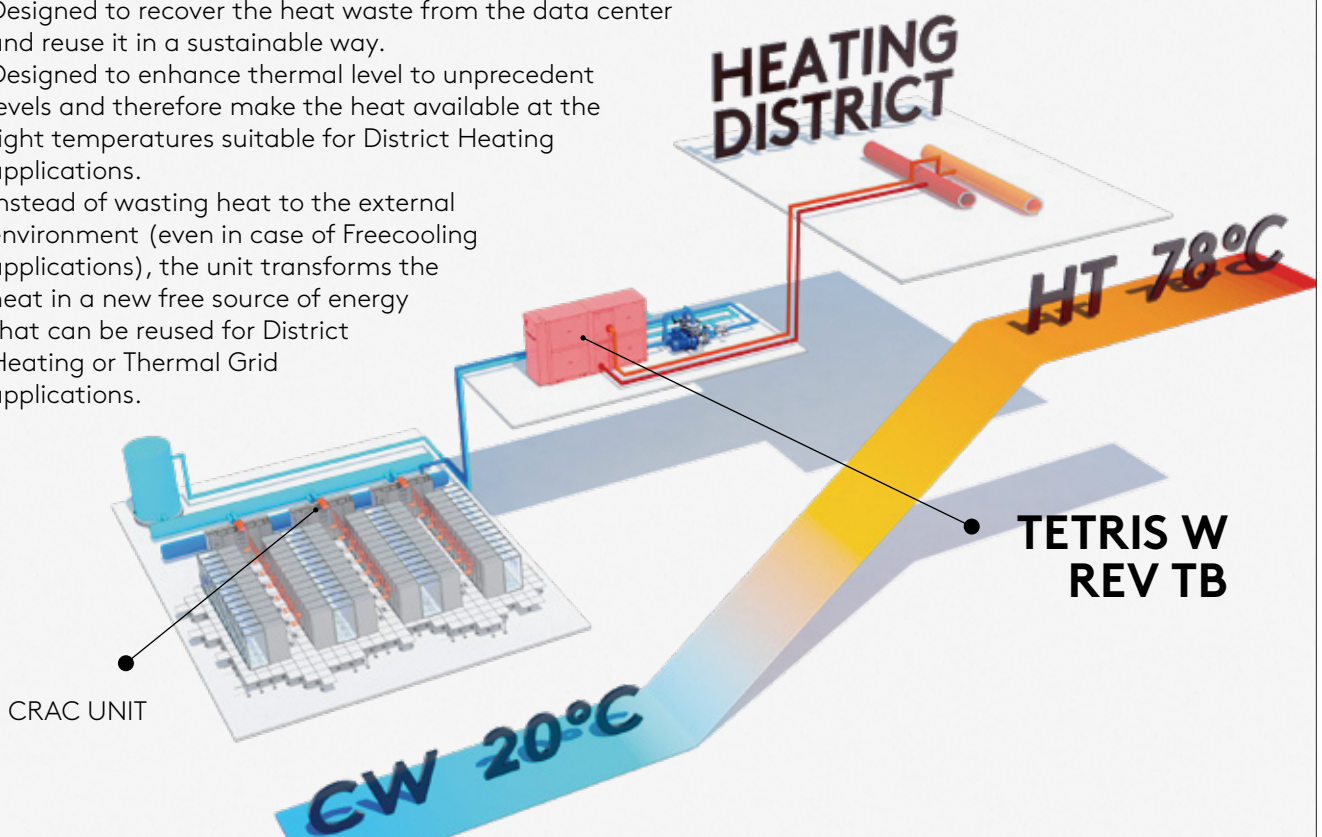 Designed to recover the heat waste from the data center
and reuse it in a sustainable way.
Designed to enhance thermal level to unprecedent
levels and therefore make the heat available at the
right temperatures suitable for District Heating
applications.
nstead of wasting heat to the external
environment (even in case of Freecooling
applications), the unit transforms the
heat in a new free source of energy
that can be reused for District
Heating or Thermal Grid
applications.
HEATING
DISTRICT
HT 78°C
TETRIS W
REV TB
CRAC UNIT
CW 20°C